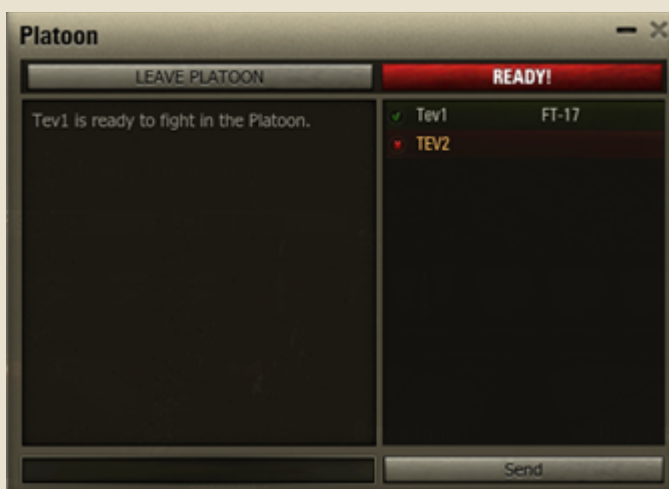 Platoon
LEAVE PLATOON
READY!
Tev1 is ready to fight in the Platoon.
Tev1 FT-17
TEV2
Send